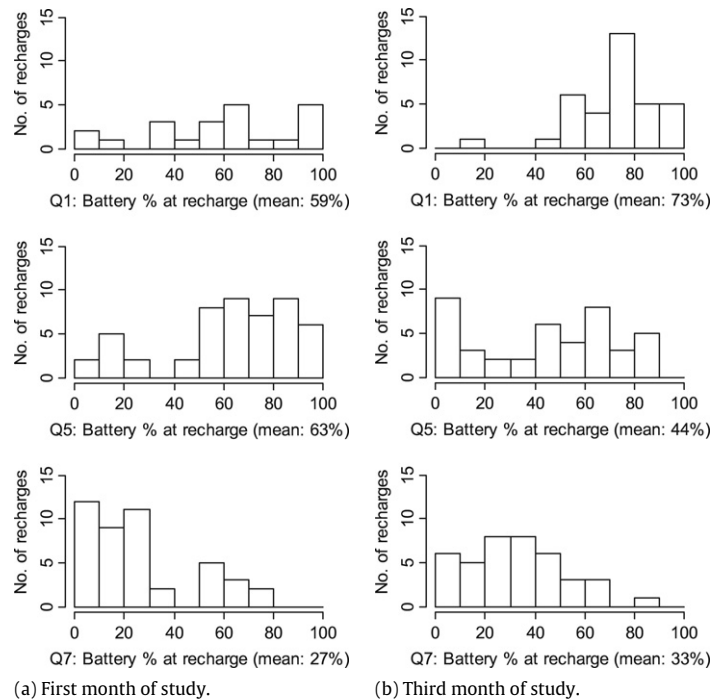 No. of recharges
15
10
5
0
0 20 40 60 80 100
Q1: Battery % at recharge (mean: 59%)
No. of recharges
15
10
5
0
0 20 40 60 80 100
Q1: Battery % at recharge (mean: 73%)
No. of recharges
15
10
5
0
0 20 40 60 80 100
Q5: Battery % at recharge (mean: 63%)
No. of recharges
15
10
5
0
0 20 40 60 80 100
Q5: Battery % at recharge (mean: 44%)
No. of recharges
15
10
5
0
0 20 40 60 80 100
Q7: Battery % at recharge (mean: 27%)
No. of recharges
15
10
5
0
0 20 40 60 80 100
Q7: Battery % at recharge (mean: 33%)
(a) First month of study.
(b) Third month of study.